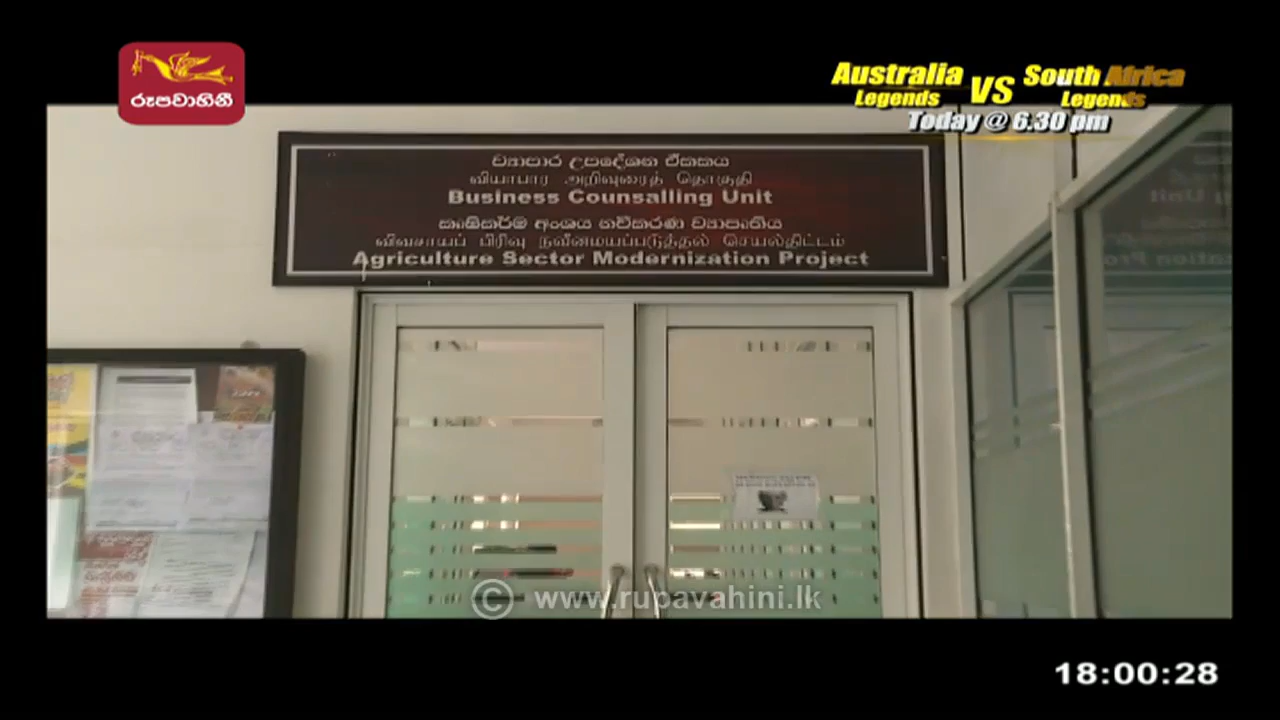 රූපවාහිනී
Australia
Legends
VS
South Africa
Legends
Today @ 6.30 pm
ව්‍යාපාර උපදේශන ඒකකය
வியாபார அறிவுரைத் தொகுதி
Business Counsalling Unit
කෘෂිකර්ම අංශය නවීකරණ ව්‍යාපෘතිය
விவசாயப் பிரிவு நவீனமயப்படுத்தல் செயல்திட்டம்
Agriculture Sector Modernization Project
© www.rupavahini.lk
18:00:28